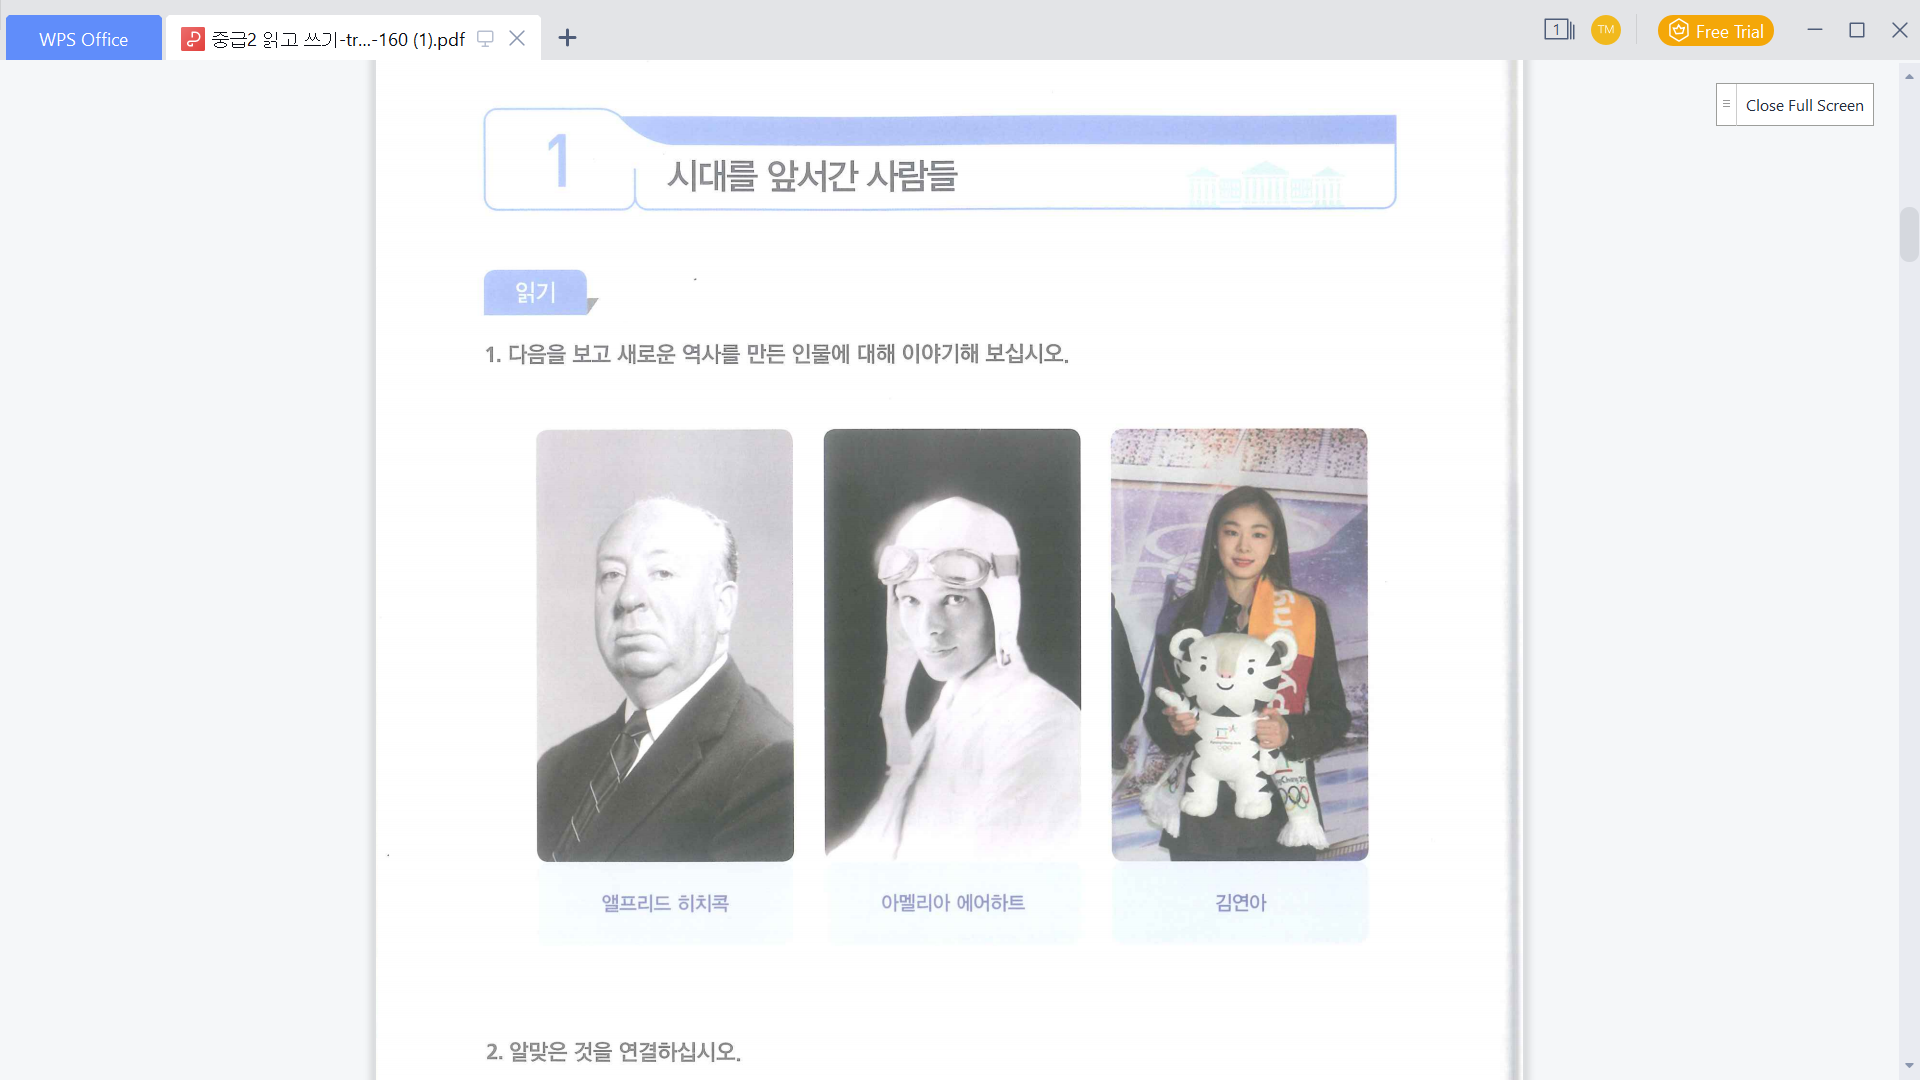 WPS Office
중급2 읽고 쓰기-tr...-160 (1).pdf
1
TM
Free Trial
Close Full Screen
1
시대를 앞서간 사람들
읽기
1. 다음을 보고 새로운 역사를 만든 인물에 대해 이야기해 보십시오.
앨프리드 히치콕
아멜리아 에어하트
김연아
2. 알맞은 것을 연결하십시오.